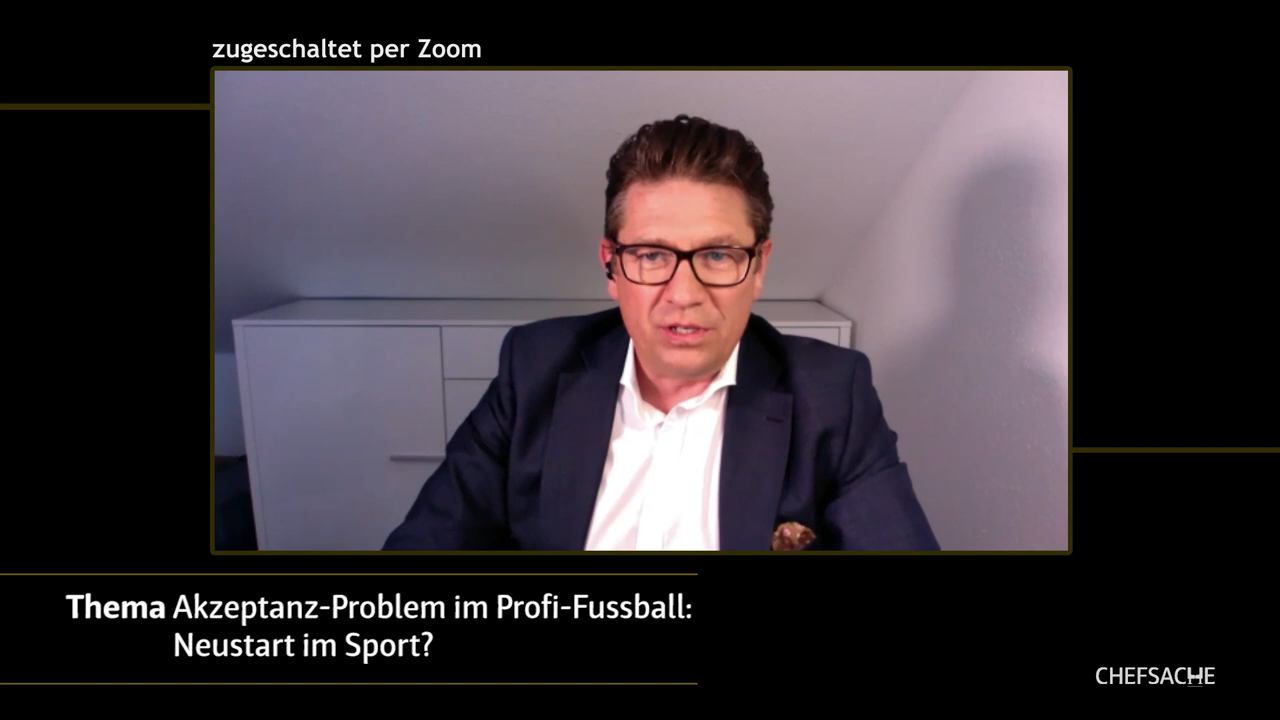 zugeschaltet per Zoom
Thema Akzeptanz-Problem im Profi-Fussball:
Neustart im Sport?
CHEFSACHE